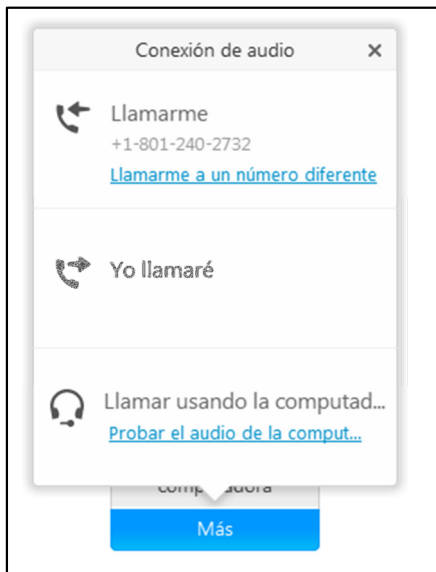 Conexión de audio
Llamarme
+1-801-240-2732
Llamarme a un número diferente
Yo llamaré
Llamar usando la computad...
Probar el audio de la comput...
Más